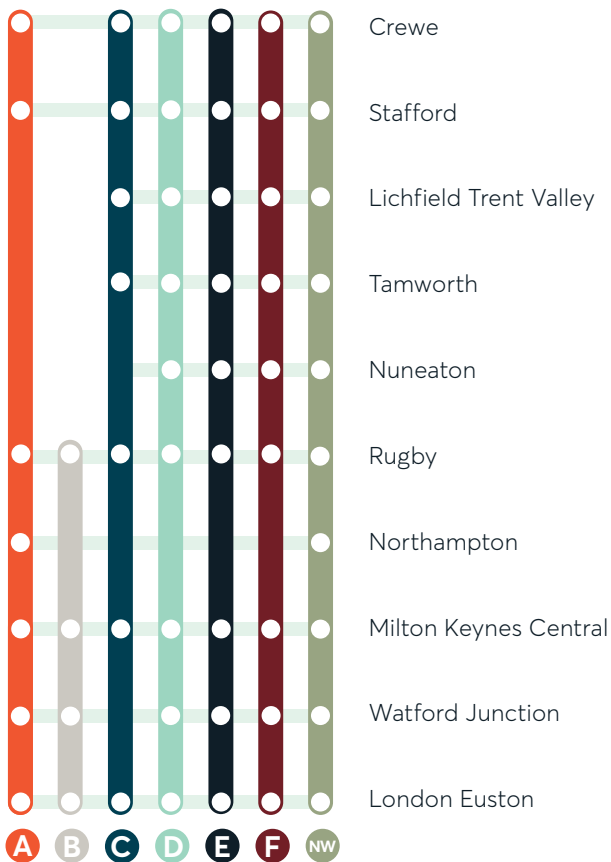 Crewe
Stafford
Lichfield Trent Valley
Tamworth
Nuneaton
Rugby
Northampton
Milton Keynes Central
Watford Junction
London Euston
A B C D E F NW